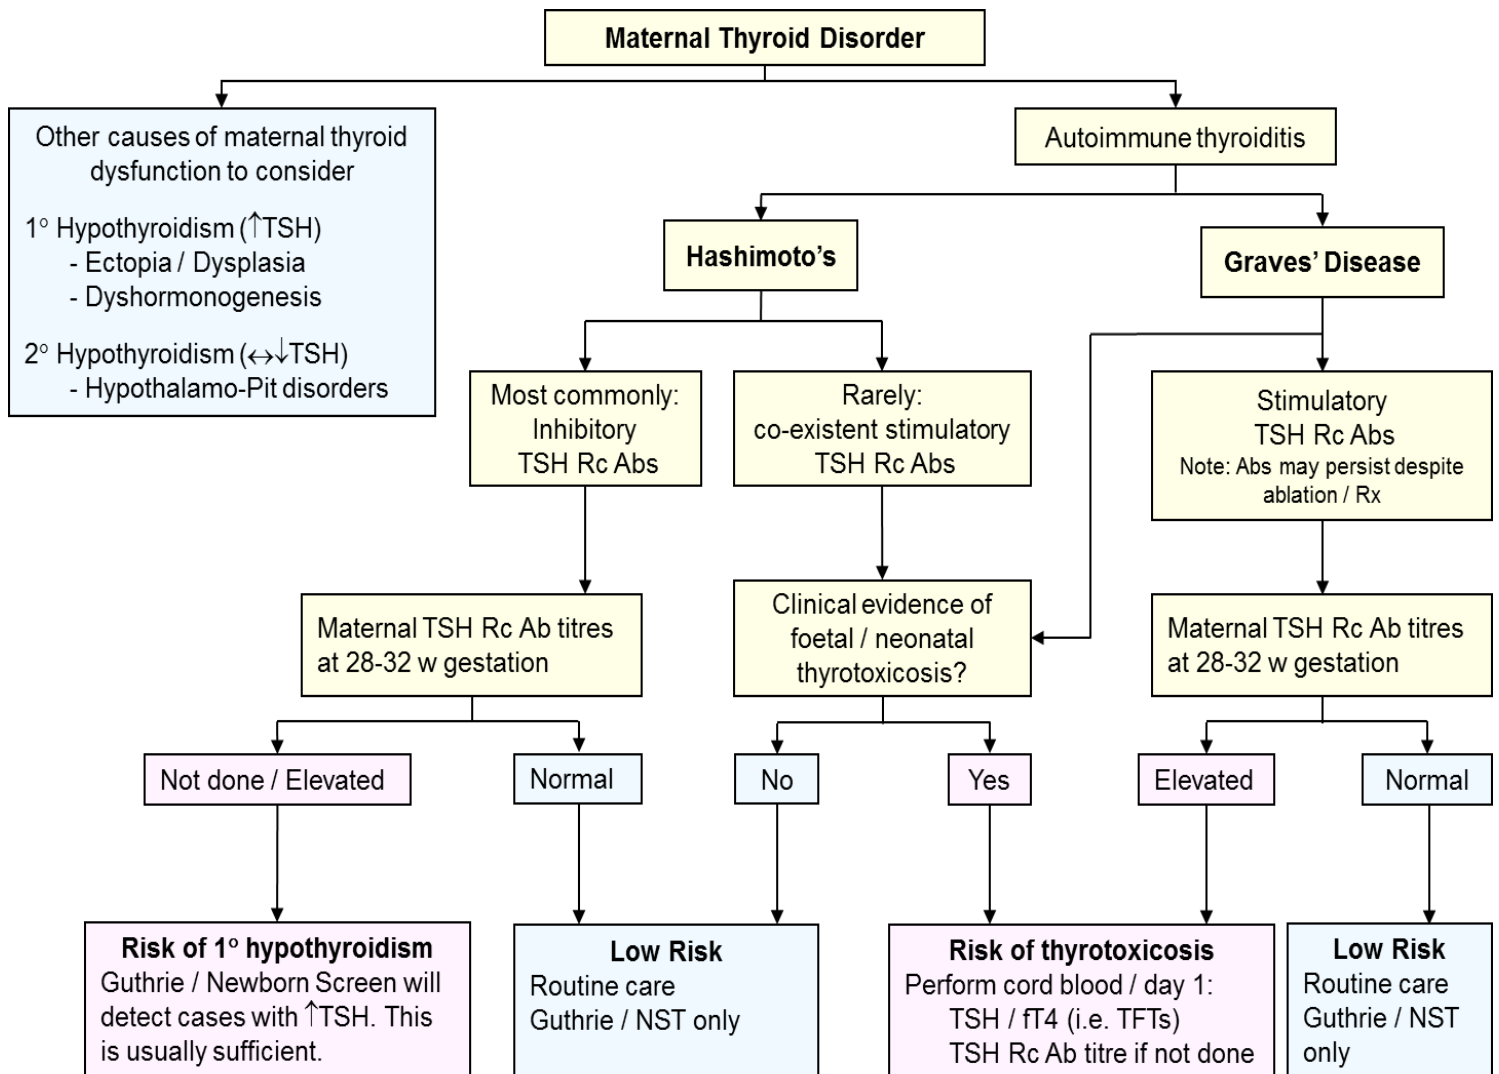 Maternal Thyroid Disorder
Other causes of maternal thyroid
dysfunction to consider
1° Hypothyroidism (↑TSH)
- Ectopia / Dysplasia
- Dyshormonogenesis
2° Hypothyroidism (↔↓TSH)
- Hypothalamo-Pit disorders
Autoimmune thyroiditis
Hashimoto's
Graves' Disease
Most commonly:
Inhibitory
TSH Rc Abs
Rarely:
co-existent stimulatory
TSH Rc Abs
Stimulatory
TSH Rc Abs
Note: Abs may persist despite
ablation / Rx
Maternal TSH Rc Ab titres
at 28-32 w gestation
Clinical evidence of
foetal / neonatal
thyrotoxicosis?
Maternal TSH Rc Ab titres
at 28-32 w gestation
Not done / Elevated
Normal
No
Yes
Elevated
Normal
Risk of 1° hypothyroidism
Guthrie / Newborn Screen will
detect cases with ↑TSH. This
is usually sufficient.
Low Risk
Routine care
Guthrie / NST only
Risk of thyrotoxicosis
Perform cord blood / day 1:
TSH / fT4 (i.e. TFTs)
TSH Rc Ab titre if not done
Low Risk
Routine care
Guthrie / NST
only